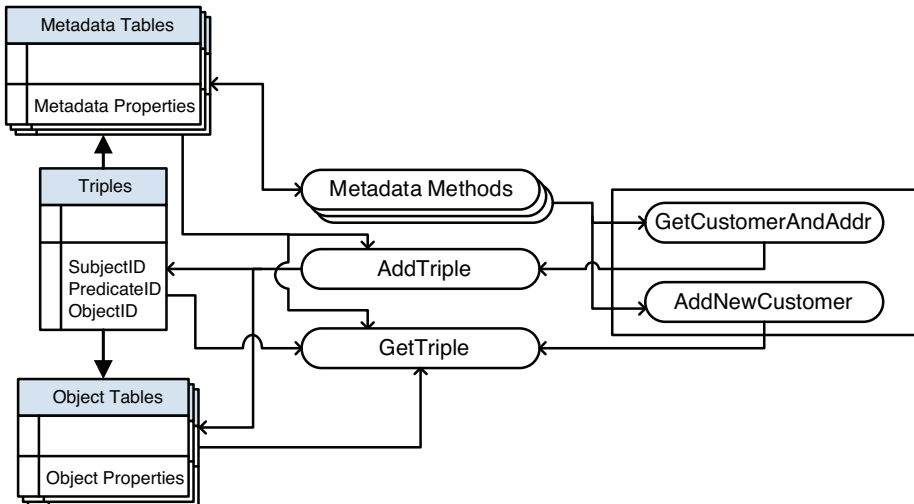 Metadata Tables
Metadata Properties
Triples
SubjectID
PredicateID
ObjectID
Object Tables
Object Properties
Metadata Methods
AddTriple
GetTriple
GetCustomerAndAddr
AddNewCustomer